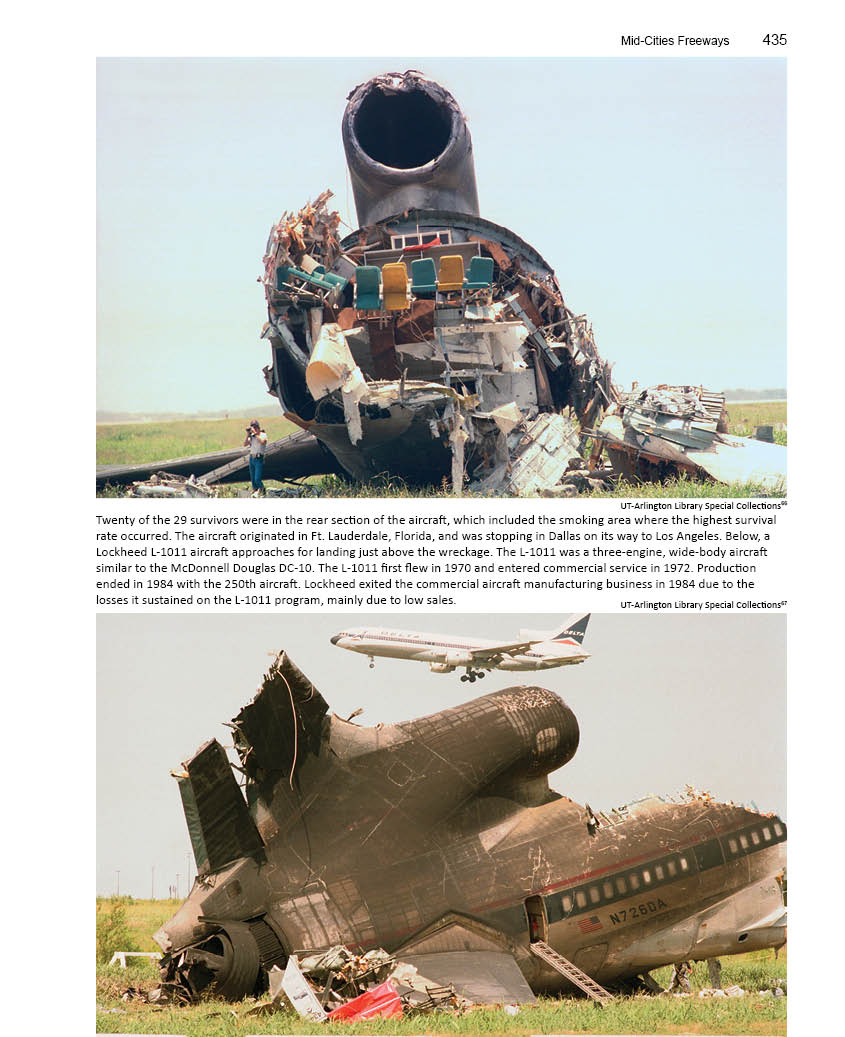 Mid-Cities Freeways 435
UT-Arlington Library Special Collections66
Twenty of the 29 survivors were in the rear section of the aircraft, which included the smoking area where the highest survival
rate occurred. The aircraft originated in Ft. Lauderdale, Florida, and was stopping in Dallas on its way to Los Angeles. Below, a
Lockheed L-1011 aircraft approaches for landing just above the wreckage. The L-1011 was a three-engine, wide-body aircraft
similar to the McDonnell Douglas DC-10. The L-1011 first flew in 1970 and entered commercial service in 1972. Production
ended in 1984 with the 250th aircraft. Lockheed exited the commercial aircraft manufacturing business in 1984 due to the
losses it sustained on the L-1011 program, mainly due to low sales.
UT-Arlington Library Special Collections67
DELTA
DELTA
N726DA